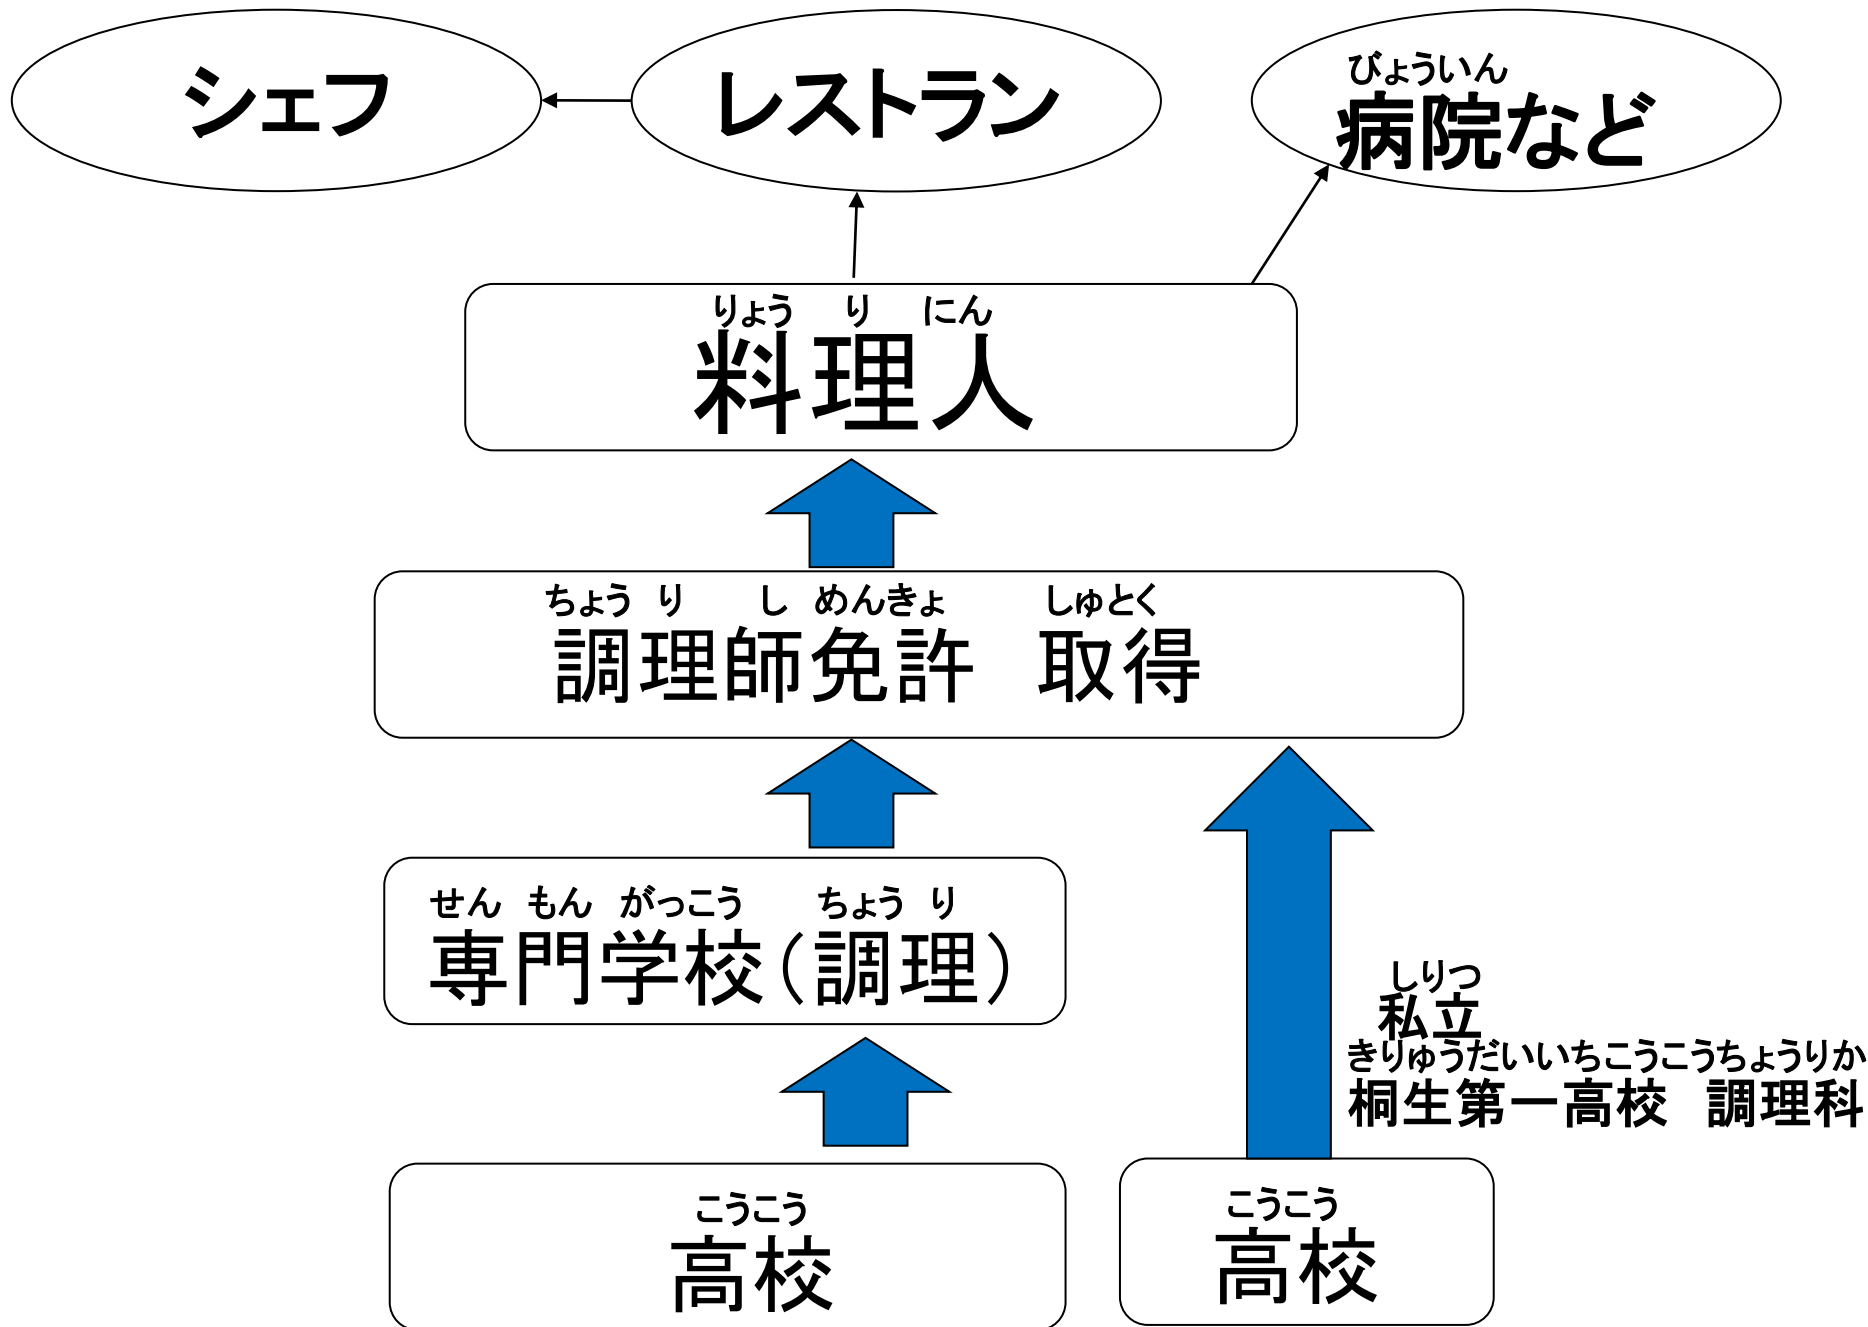 シェフ
レストラン
びょういん
病院など
りょう り にん
料理人
ちょう り し めんきょ しゅとく
調理師免許 取得
せん もん がっこう ちょう り
専門学校(調理)
しりつ
私立
きりゅうだいいちこうこうちょうりか
桐生第一高校 調理科
こうこう
高校
こうこう
高校